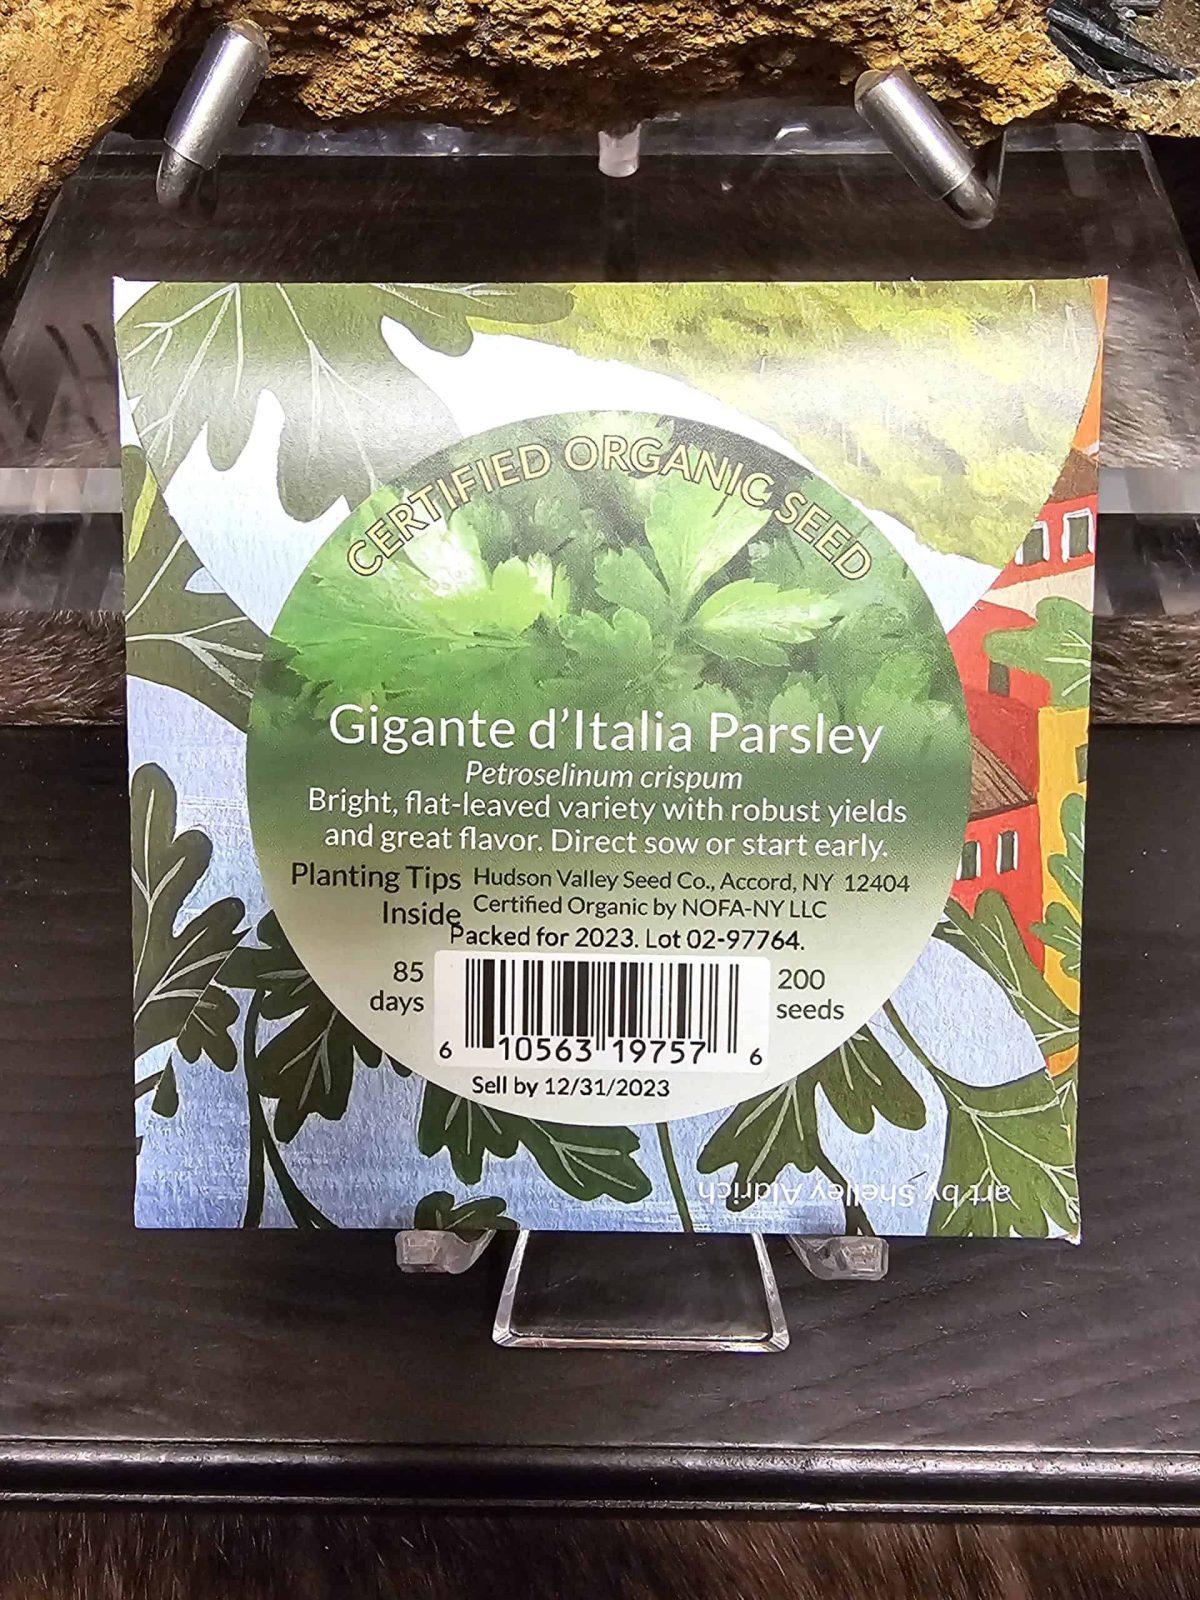 CERTIFIED ORGANIC SEED
Gigante d'Italia Parsley
Petroselinum crispum
Bright, flat-leaved variety with robust yields
and great flavor. Direct sow or start early.
Planting Tips
Inside
Hudson Valley Seed Co., Accord, NY 12404
Certified Organic by NOFA-NY LLC
Packed for 2023. Lot 02-97764.
85
days
200
seeds
6 10563 19757 6
Sell by 12/31/2023
art by Shelley Aldrich